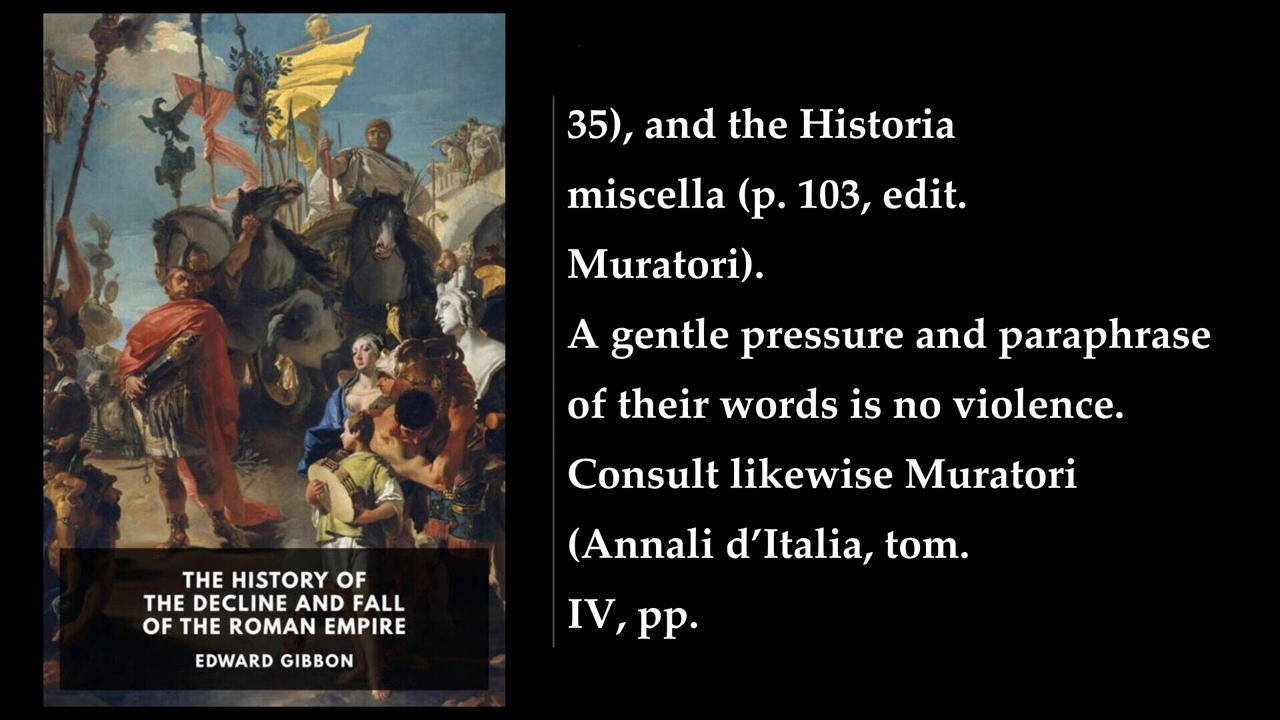 THE HISTORY OF
THE DECLINE AND FALL
OF THE ROMAN EMPIRE
EDWARD GIBBON
35), and the Historia
miscella (p. 103, edit.
Muratori).
A gentle pressure and paraphrase
of their words is no violence.
Consult likewise Muratori
(Annali d’Italia, tom.
IV, pp.